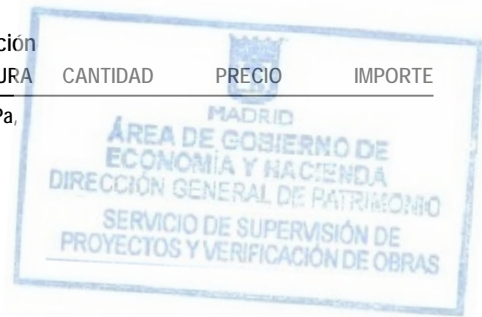 ción
URA CANTIDAD PRECIO IMPORTE
Pa,
MADRID
ÁREA DE GOBIERNO DE
ECONOMÍA Y HACIENDA
DIRECCIÓN GENERAL DE PATRIMONIO
SERVICIO DE SUPERVISIÓN DE
PROYECTOS Y VERIFICACIÓN DE OBRAS